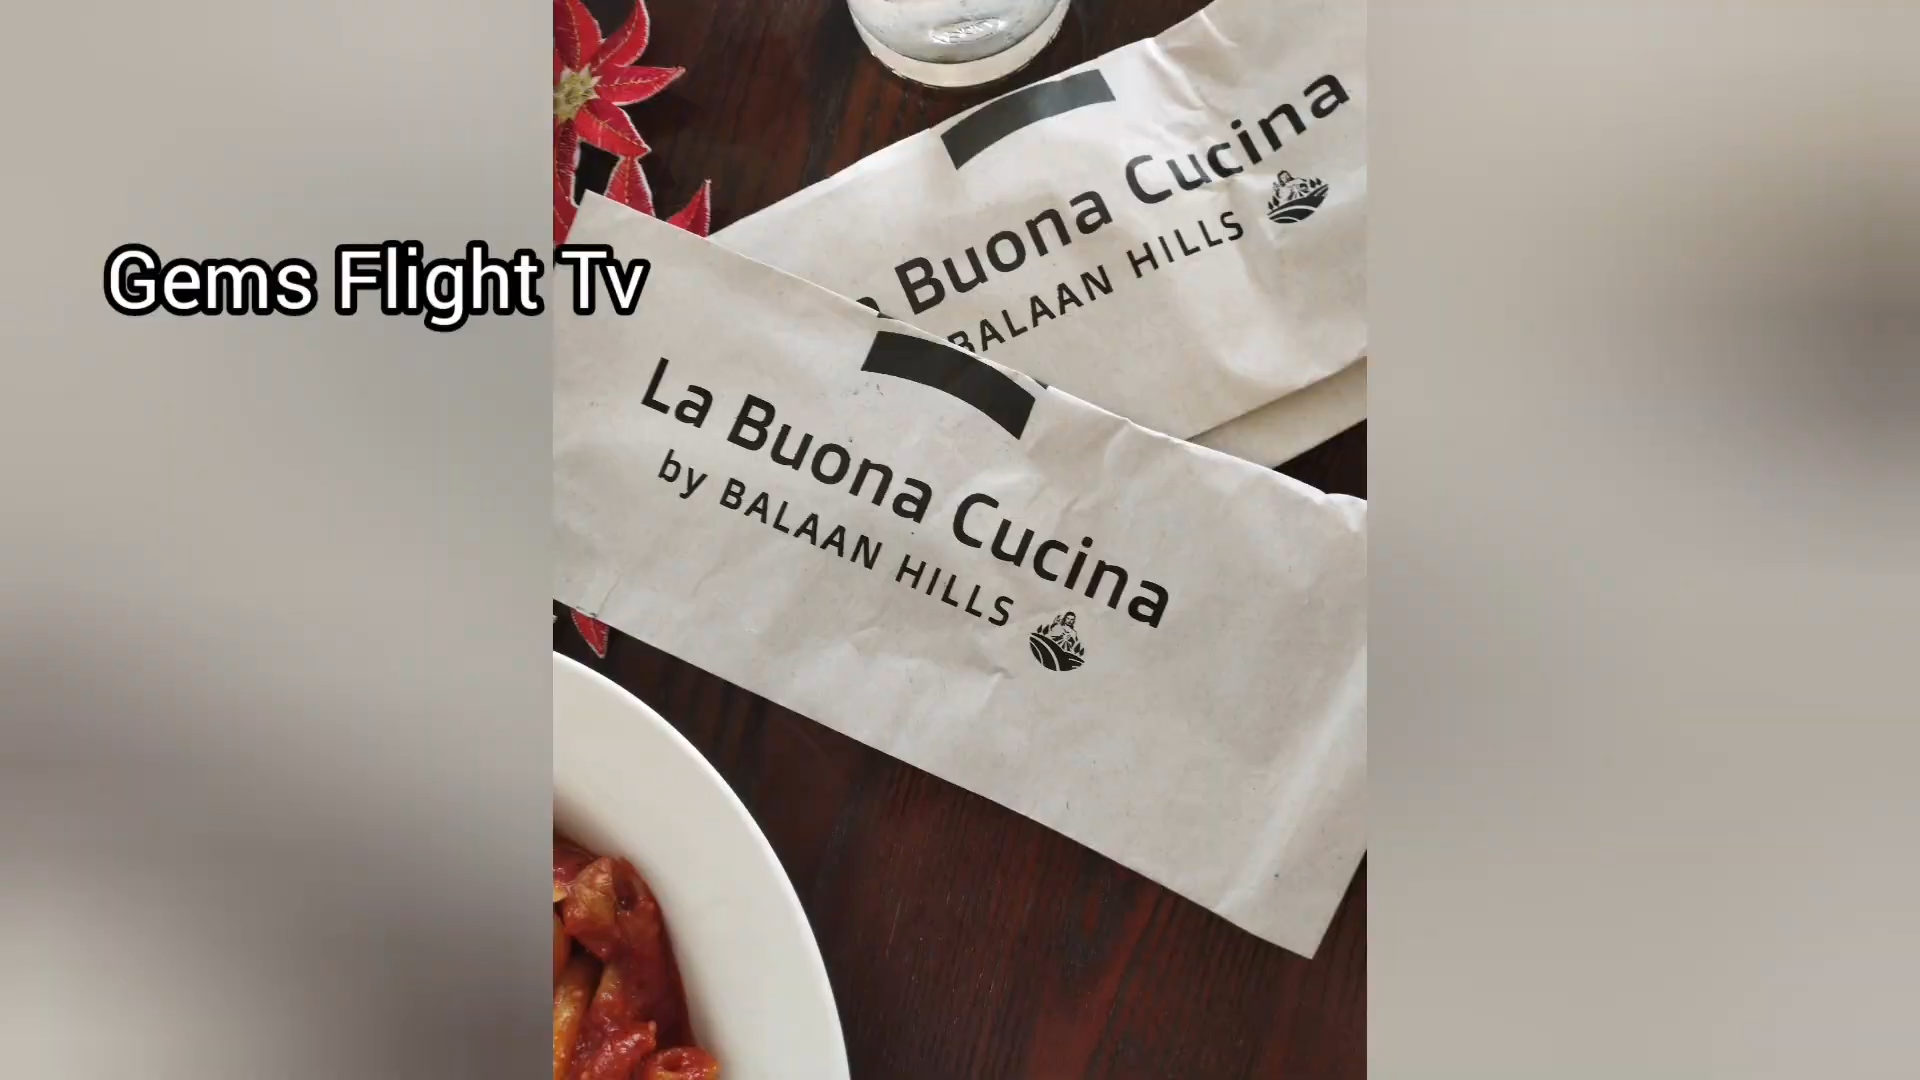 Buona Cucina
BALAAN HILLS
Gems Flight Tv
La Buona Cucina
by BALAAN HILLS